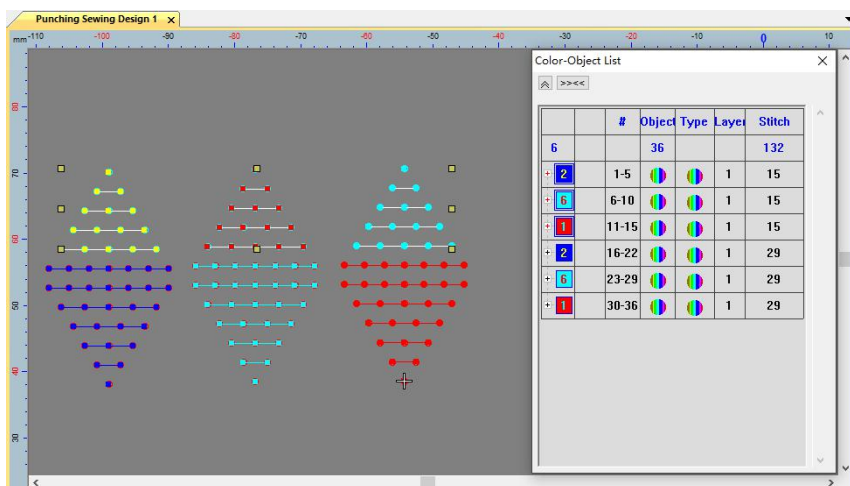 Punching Sewing Design 1 x
mm -110 -100 -90 -80 -70 -60 -50 -40 -30 -20 -10 0 10
80
70
60
50
40
30
Color-Object List
>><<
# Object Type Layer Stitch
6 36 132
2 1-5 1 15
6 6-10 1 15
1 11-15 1 15
2 16-22 1 29
6 23-29 1 29
1 30-36 1 29